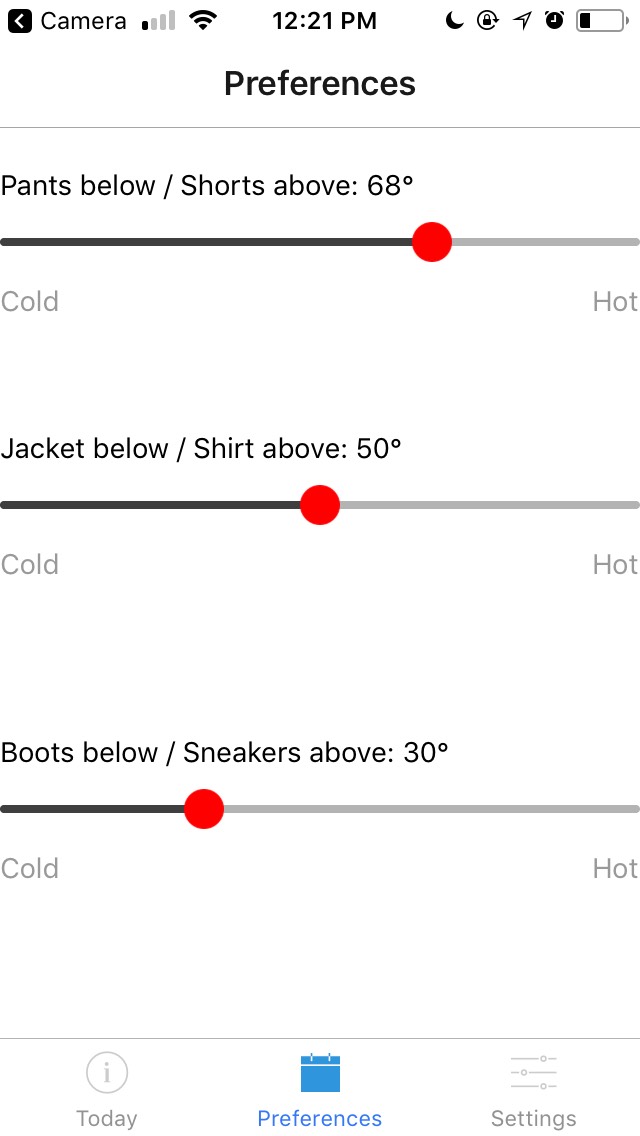 Camera 12:21 PM
Preferences
Pants below / Shorts above: 68°
Cold Hot
Jacket below / Shirt above: 50°
Cold Hot
Boots below / Sneakers above: 30°
Cold Hot
Today Preferences Settings